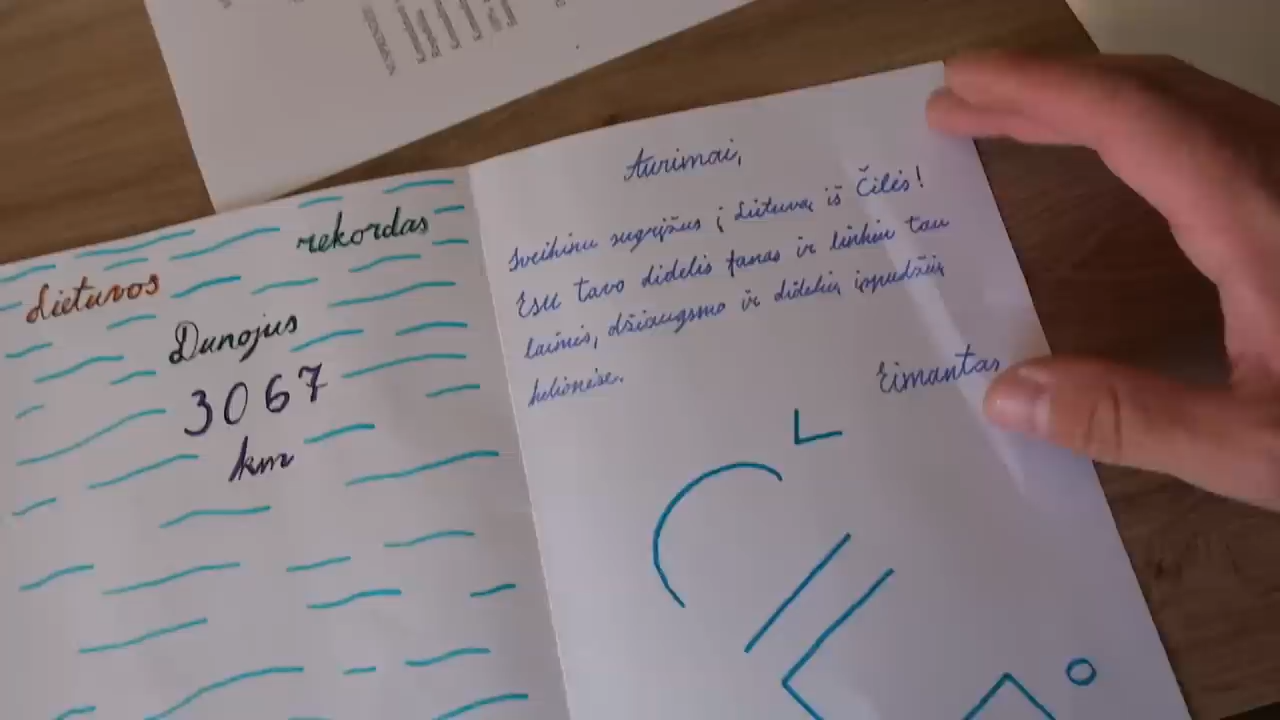 Lietuvos
rekordas
Dunojus
3067
km
Aurimai,
Sveikinu sugrįžus į Lietuvą iš Čilės!
Esu tavo didelis fanas ir linkiu tau
laimės, džiaugsmo ir didelių įspūdžių
kelionėse.
Eimantas